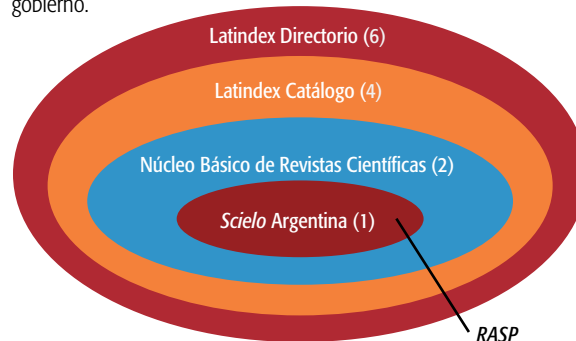 gobierno.
Latindex Directorio (6)
Latindex Catálogo (4)
Núcleo Básico de Revistas Científicas (2)
Scielo Argentina (1)
RASP